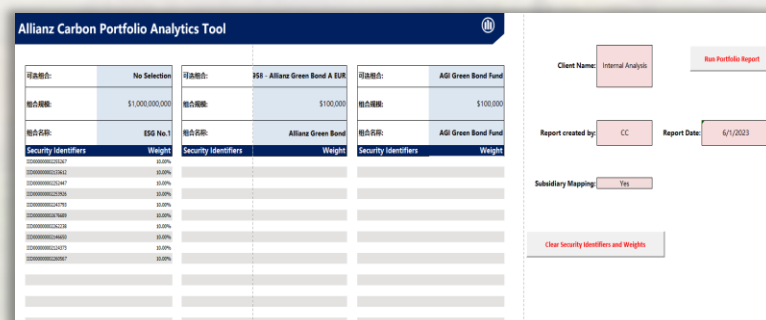 Allianz Carbon Portfolio Analytics Tool
可选组合: No Selection 可选组合: 958 - Allianz Green Bond A EUR 可选组合: AGI Green Bond Fund
组合规模: $1,000,000,000 组合规模: $100,000 组合规模: $100,000
组合名称: ESG No.1 组合名称: Allianz Green Bond 组合名称: AGI Green Bond Fund
Security Identifiers Weight Security Identifiers Weight Security Identifiers Weight
10.00%
10.00%
10.00%
10.00%
10.00%
10.00%
10.00%
10.00%
10.00%
10.00%
Client Name: Internal Analysis Run Portfolio Report
Report created by: CC Report Date: 6/1/2023
Subsidiary Mapping: Yes
Clear Security Identifiers and Weights